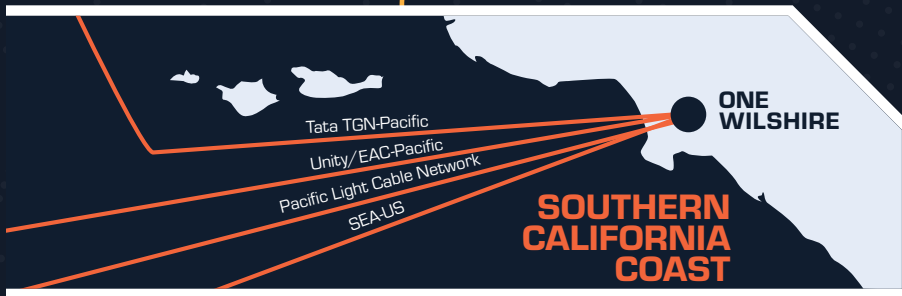 ONE
WILSHIRE
Tata TGN-Pacific
Unity/EAC-Pacific
Pacific Light Cable Network
SEA-US
SOUTHERN
CALIFORNIA
COAST